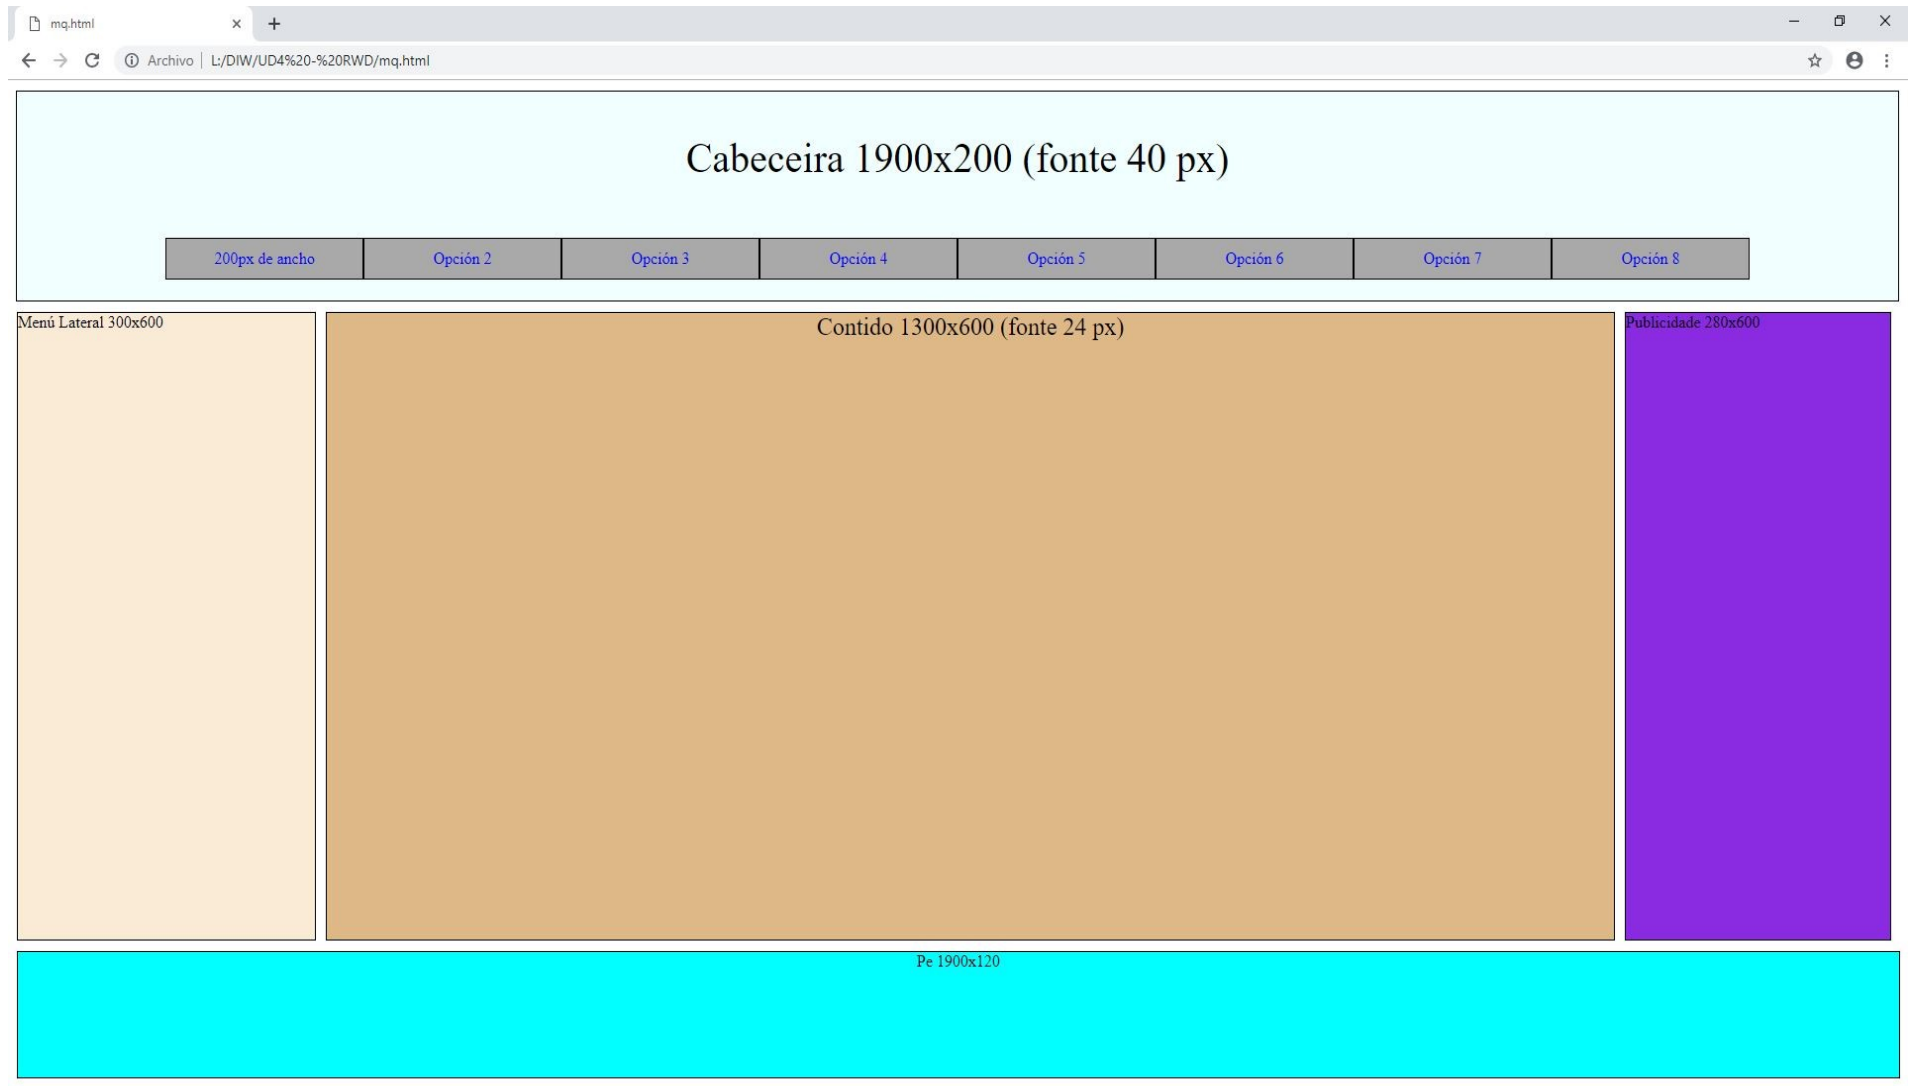 mq.html
Archivo | L:/DIW/UD4%20-%20RWD/mq.html
Cabeceira 1900x200 (fonte 40 px)
200px de ancho Opción 2 Opción 3 Opción 4 Opción 5 Opción 6 Opción 7 Opción 8
Menú Lateral 300x600
Contido 1300x600 (fonte 24 px)
Publicidade 280x600
Pe 1900x120